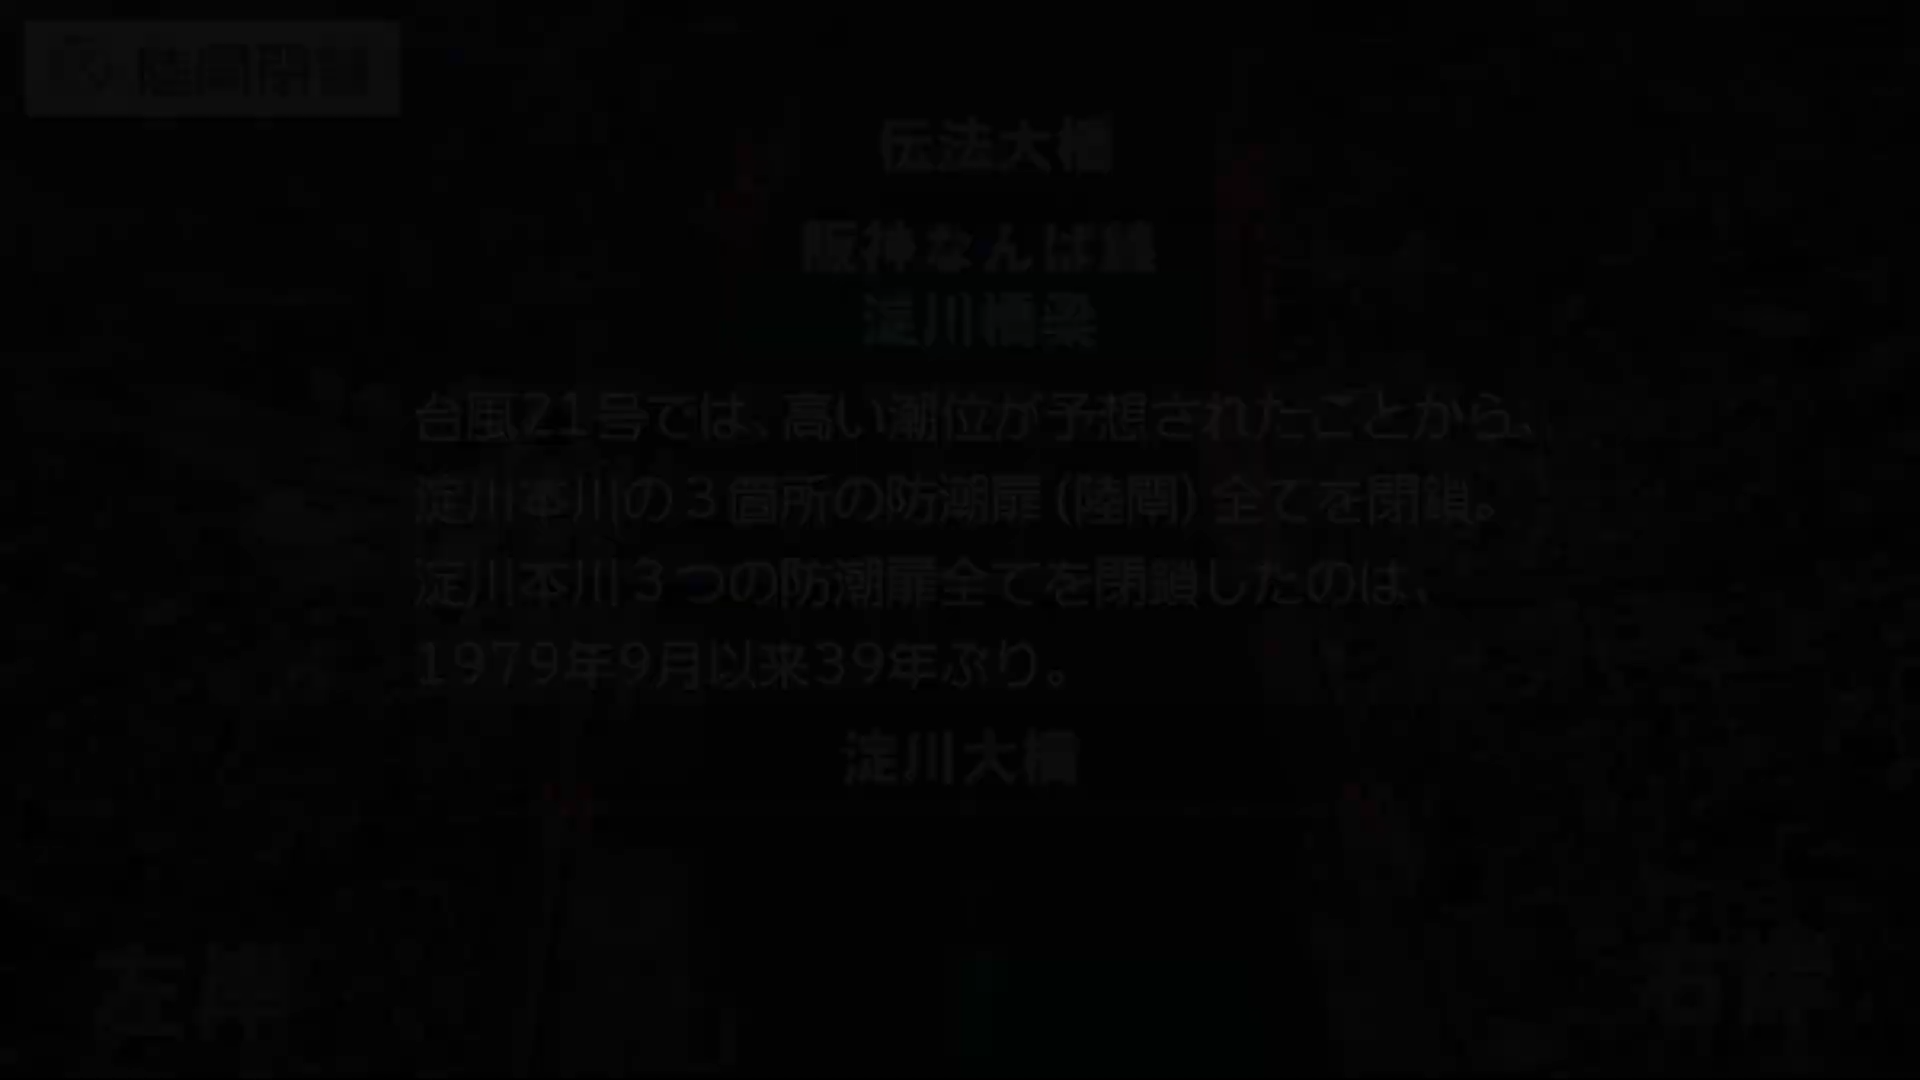 陸閘閉鎖
伝法大橋
阪神なんば線
淀川橋梁
台風21号では、高い潮位が予想されたことから、
淀川本川の3箇所の防潮扉(陸閘)全てを閉鎖。
淀川本川3つの防潮扉全てを閉鎖したのは、
1979年9月以来39年ぶり。
淀川大橋
左岸
右岸